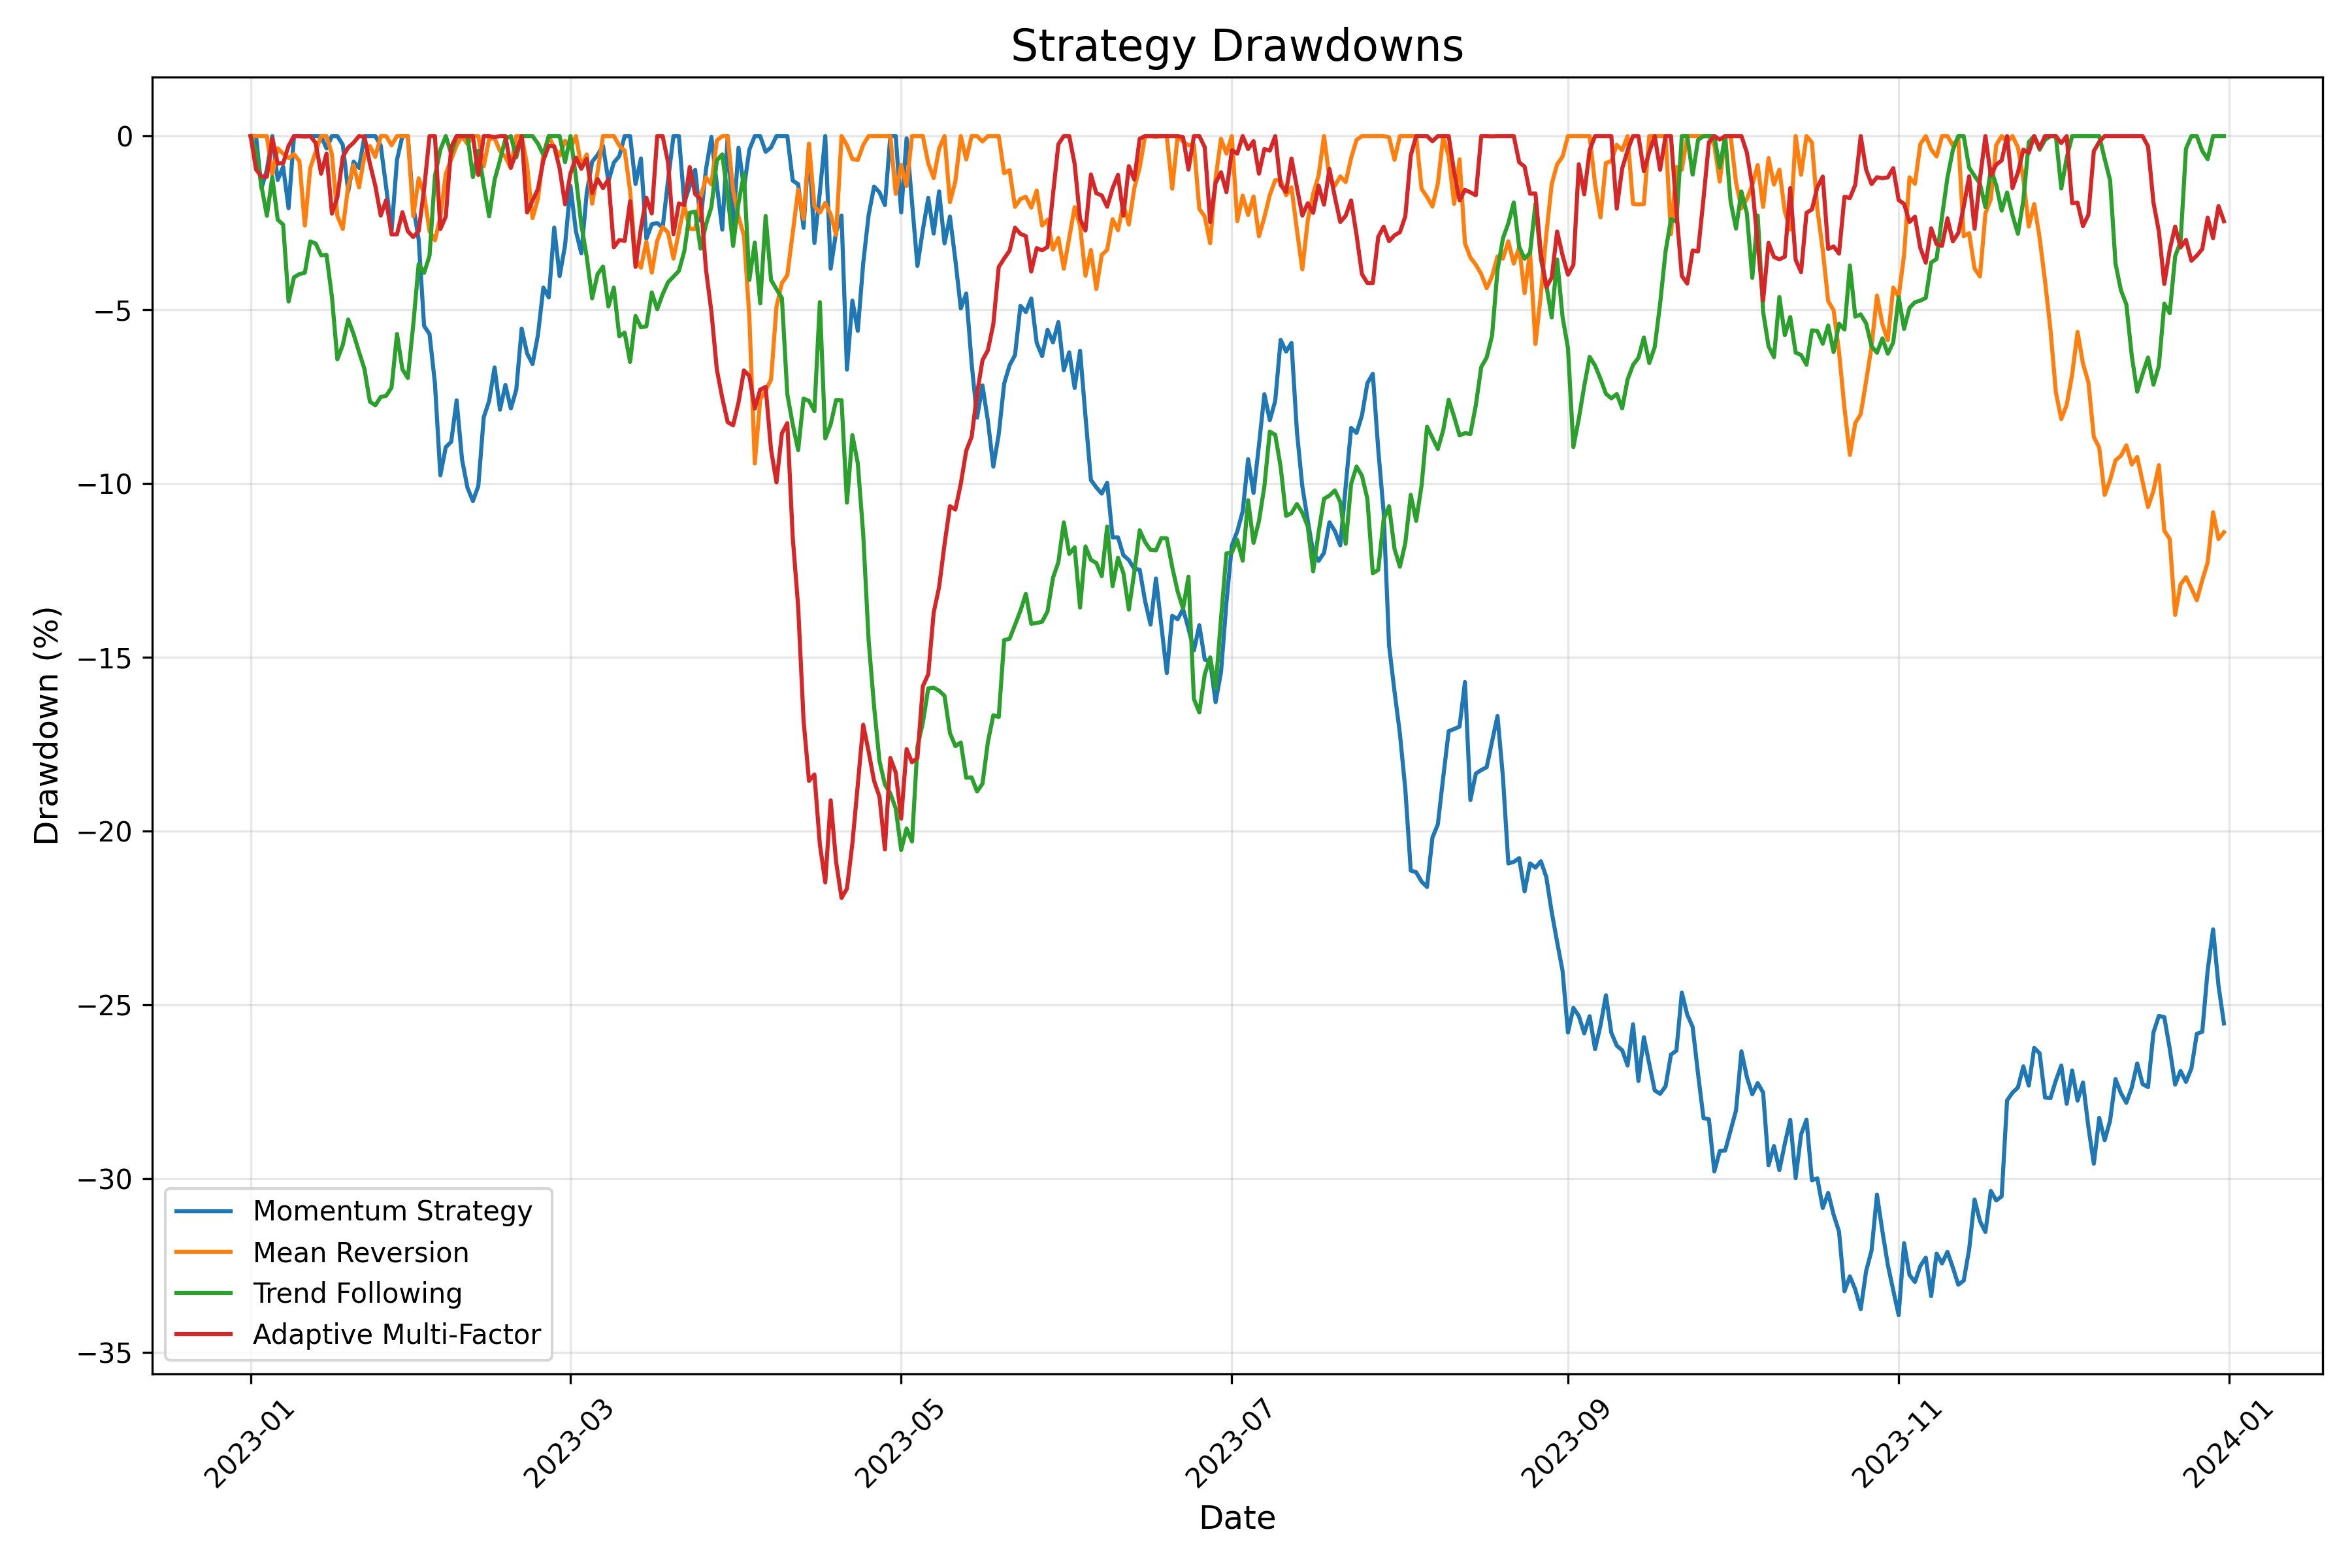 Strategy Drawdowns
Drawdown (%)
0
−5
−10
−15
−20
−25
−30
−35
Momentum Strategy
Mean Reversion
Trend Following
Adaptive Multi-Factor
2023-01
2023-03
2023-05
2023-07
2023-09
2023-11
2024-01
Date